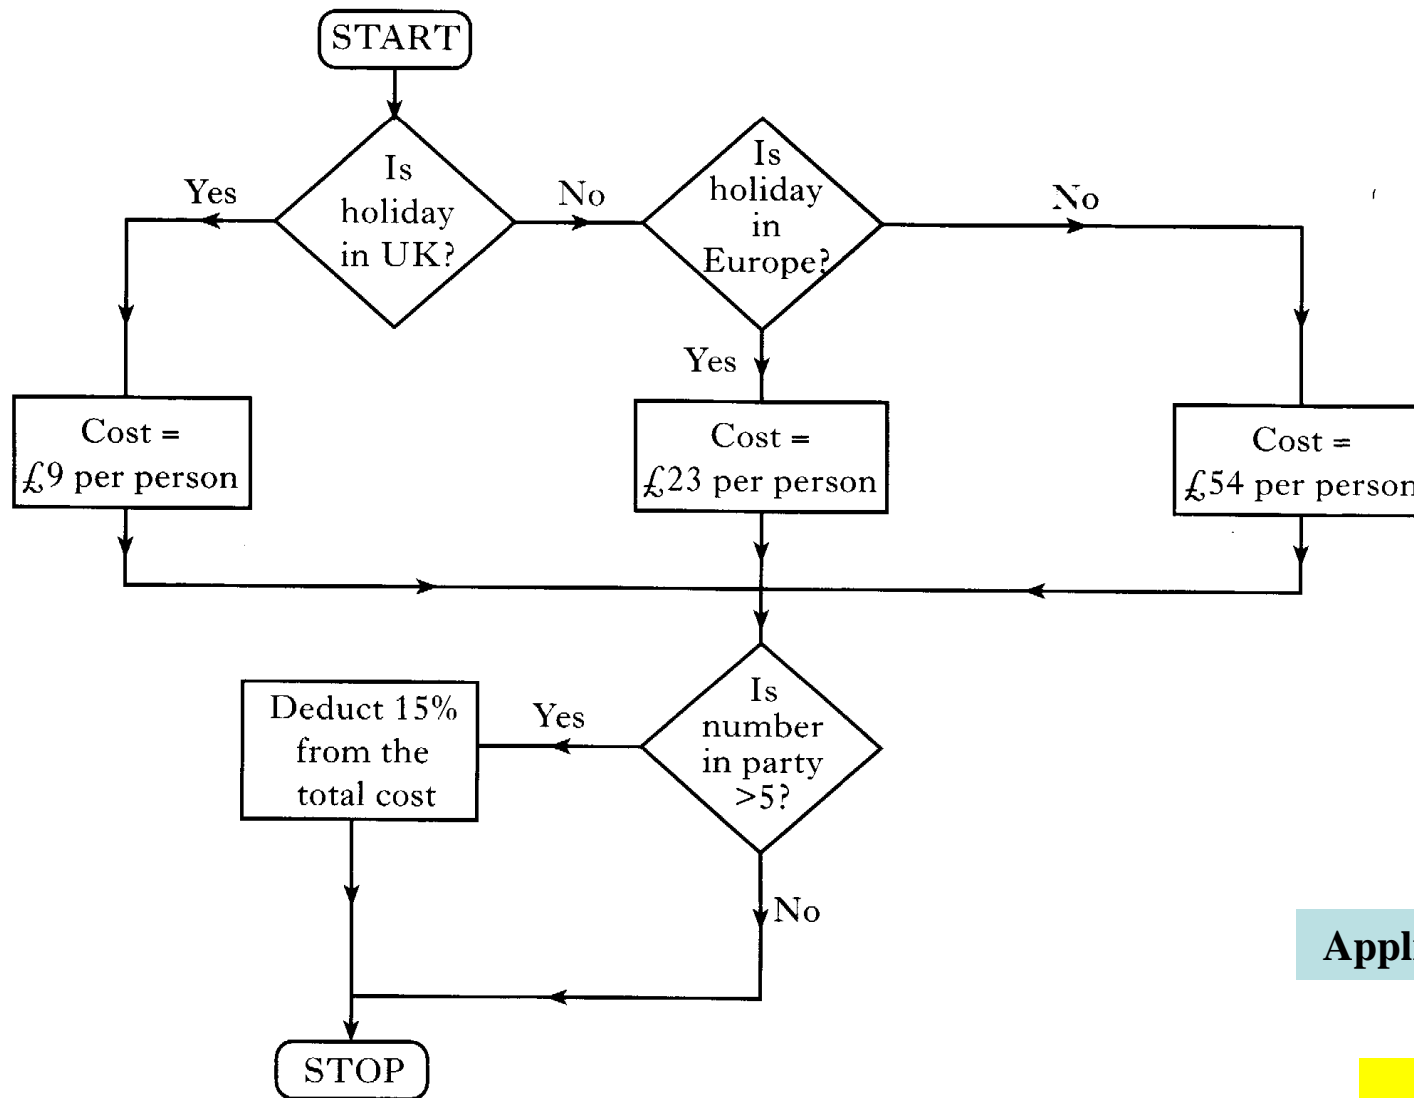 START
Is
holiday
in UK?
Yes
No
Is
holiday
in
Europe?
No
Yes
Cost =
£9 per person
Cost =
£23 per person
Cost =
£54 per person
Is
number
in party
>5?
Yes
Deduct 15%
from the
total cost
No
STOP